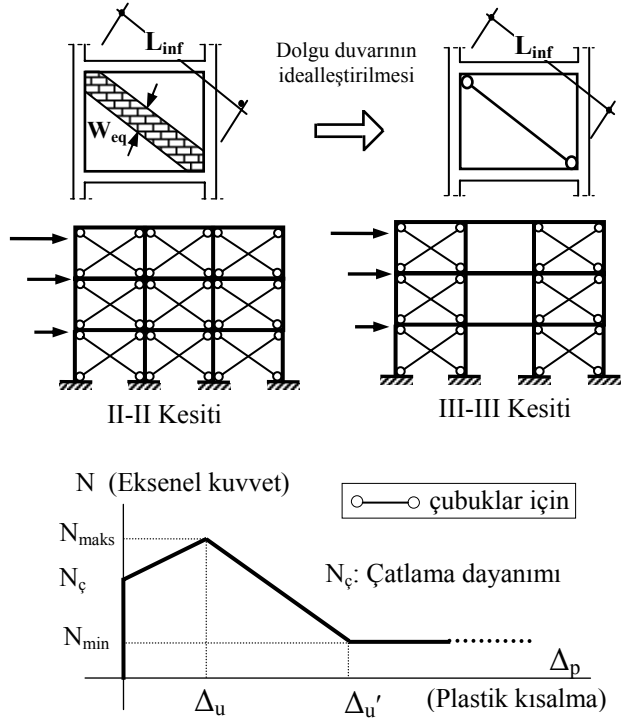 L_inf
Dolgu duvarının
idealleştirilmesi
L_inf
W_eq
II-II Kesiti
III-III Kesiti
N (Eksenel kuvvet)
çubuklar için
N_maks
N_ç
N_ç: Çatlama dayanımı
N_min
Δ_p
Δ_u
Δ_u′
(Plastik kısalma)